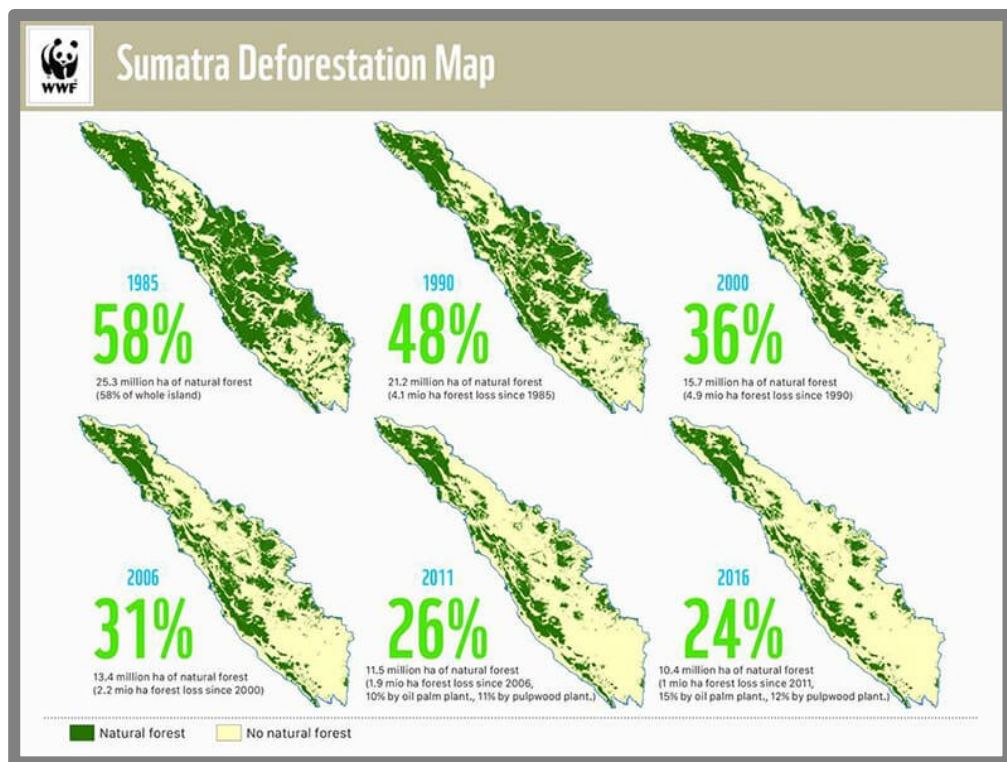 WWF
Sumatra Deforestation Map
1985
58%
25.3 million ha of natural forest
(58% of whole island)
1990
48%
21.2 million ha of natural forest
(4.1 mio ha forest loss since 1985)
2000
36%
15.7 million ha of natural forest
(4.9 mio ha forest loss since 1990)
2006
31%
13.4 million ha of natural forest
(2.2 mio ha forest loss since 2000)
2011
26%
11.5 million ha of natural forest
(1.9 mio ha forest loss since 2006,
10% by oil palm plant., 11% by pulpwood plant.)
2016
24%
10.4 million ha of natural forest
(1 mio ha forest loss since 2011,
15% by oil palm plant., 12% by pulpwood plant.)
Natural forest
No natural forest